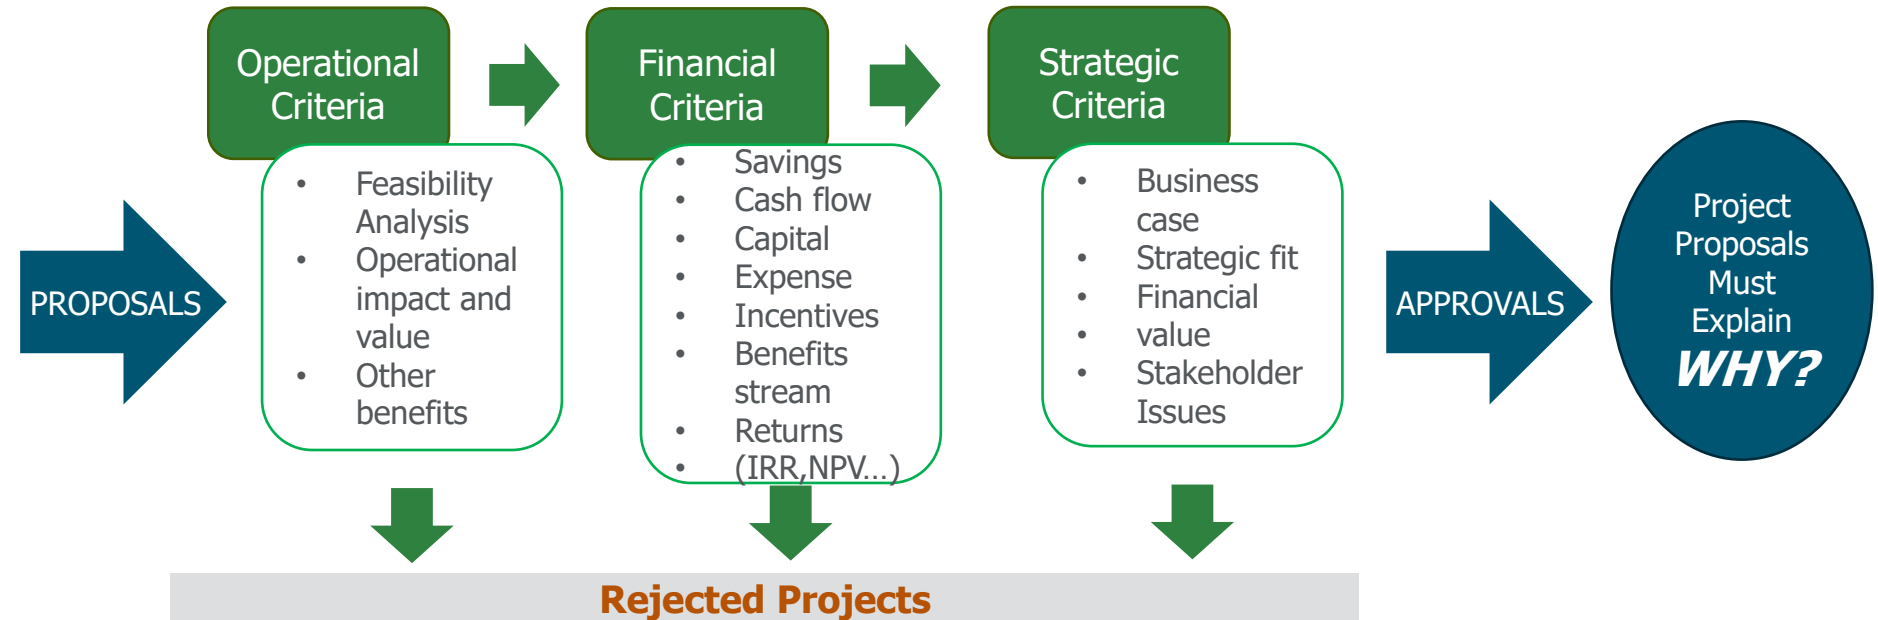 PROPOSALS
Operational
Criteria
• Feasibility
Analysis
• Operational
impact and
value
• Other
benefits
Financial
Criteria
• Savings
• Cash flow
• Capital
• Expense
• Incentives
• Benefits
stream
• Returns
• (IRR,NPV…)
Strategic
Criteria
• Business
case
• Strategic fit
• Financial
• value
• Stakeholder
Issues
APPROVALS
Project
Proposals
Must
Explain
WHY?
Rejected Projects